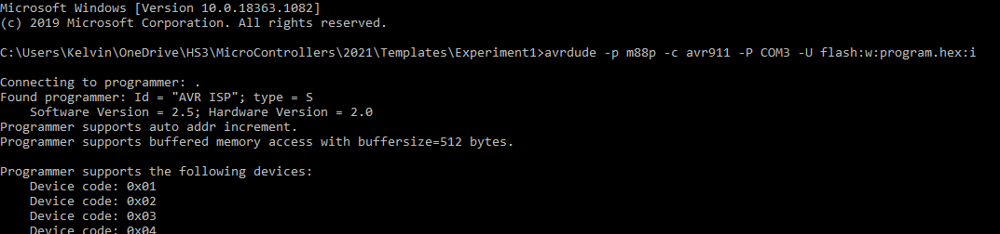 Microsoft Windows [Version 10.0.18363.1082]
(c) 2019 Microsoft Corporation. All rights reserved.
C:\Users\Kelvin\OneDrive\HS3\MicroControllers\2021\Templates\Experiment1>avrdude -p m88p -c avr911 -P COM3 -U flash:w:program.hex:i
Connecting to programmer: .
Found programmer: Id = "AVR ISP"; type = S
    Software Version = 2.5; Hardware Version = 2.0
Programmer supports auto addr increment.
Programmer supports buffered memory access with buffersize=512 bytes.
Programmer supports the following devices:
    Device code: 0x01
    Device code: 0x02
    Device code: 0x03
    Device code: 0x04